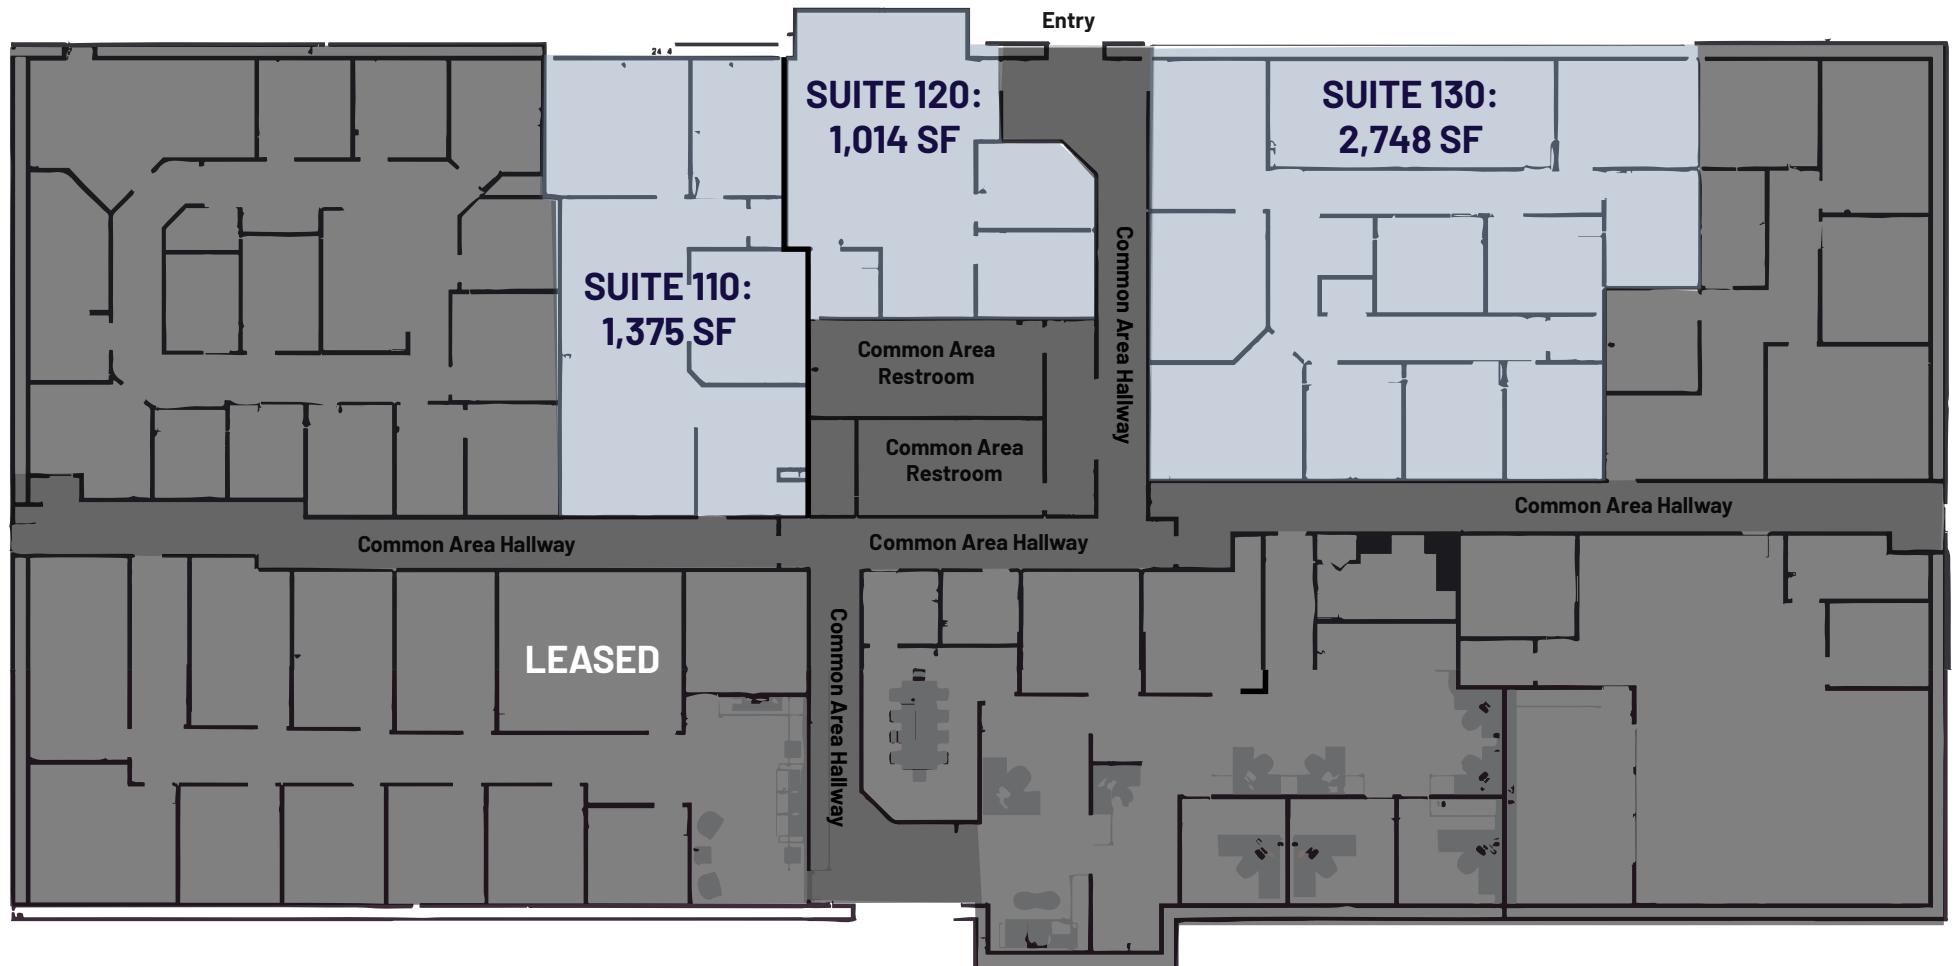 Entry
24 4
SUITE 120:
1,014 SF
SUITE 130:
2,748 SF
SUITE 110:
1,375 SF
Common Area Hallway
Common Area
Restroom
Common Area
Restroom
Common Area Hallway
Common Area Hallway
Common Area Hallway
LEASED
Common Area Hallway